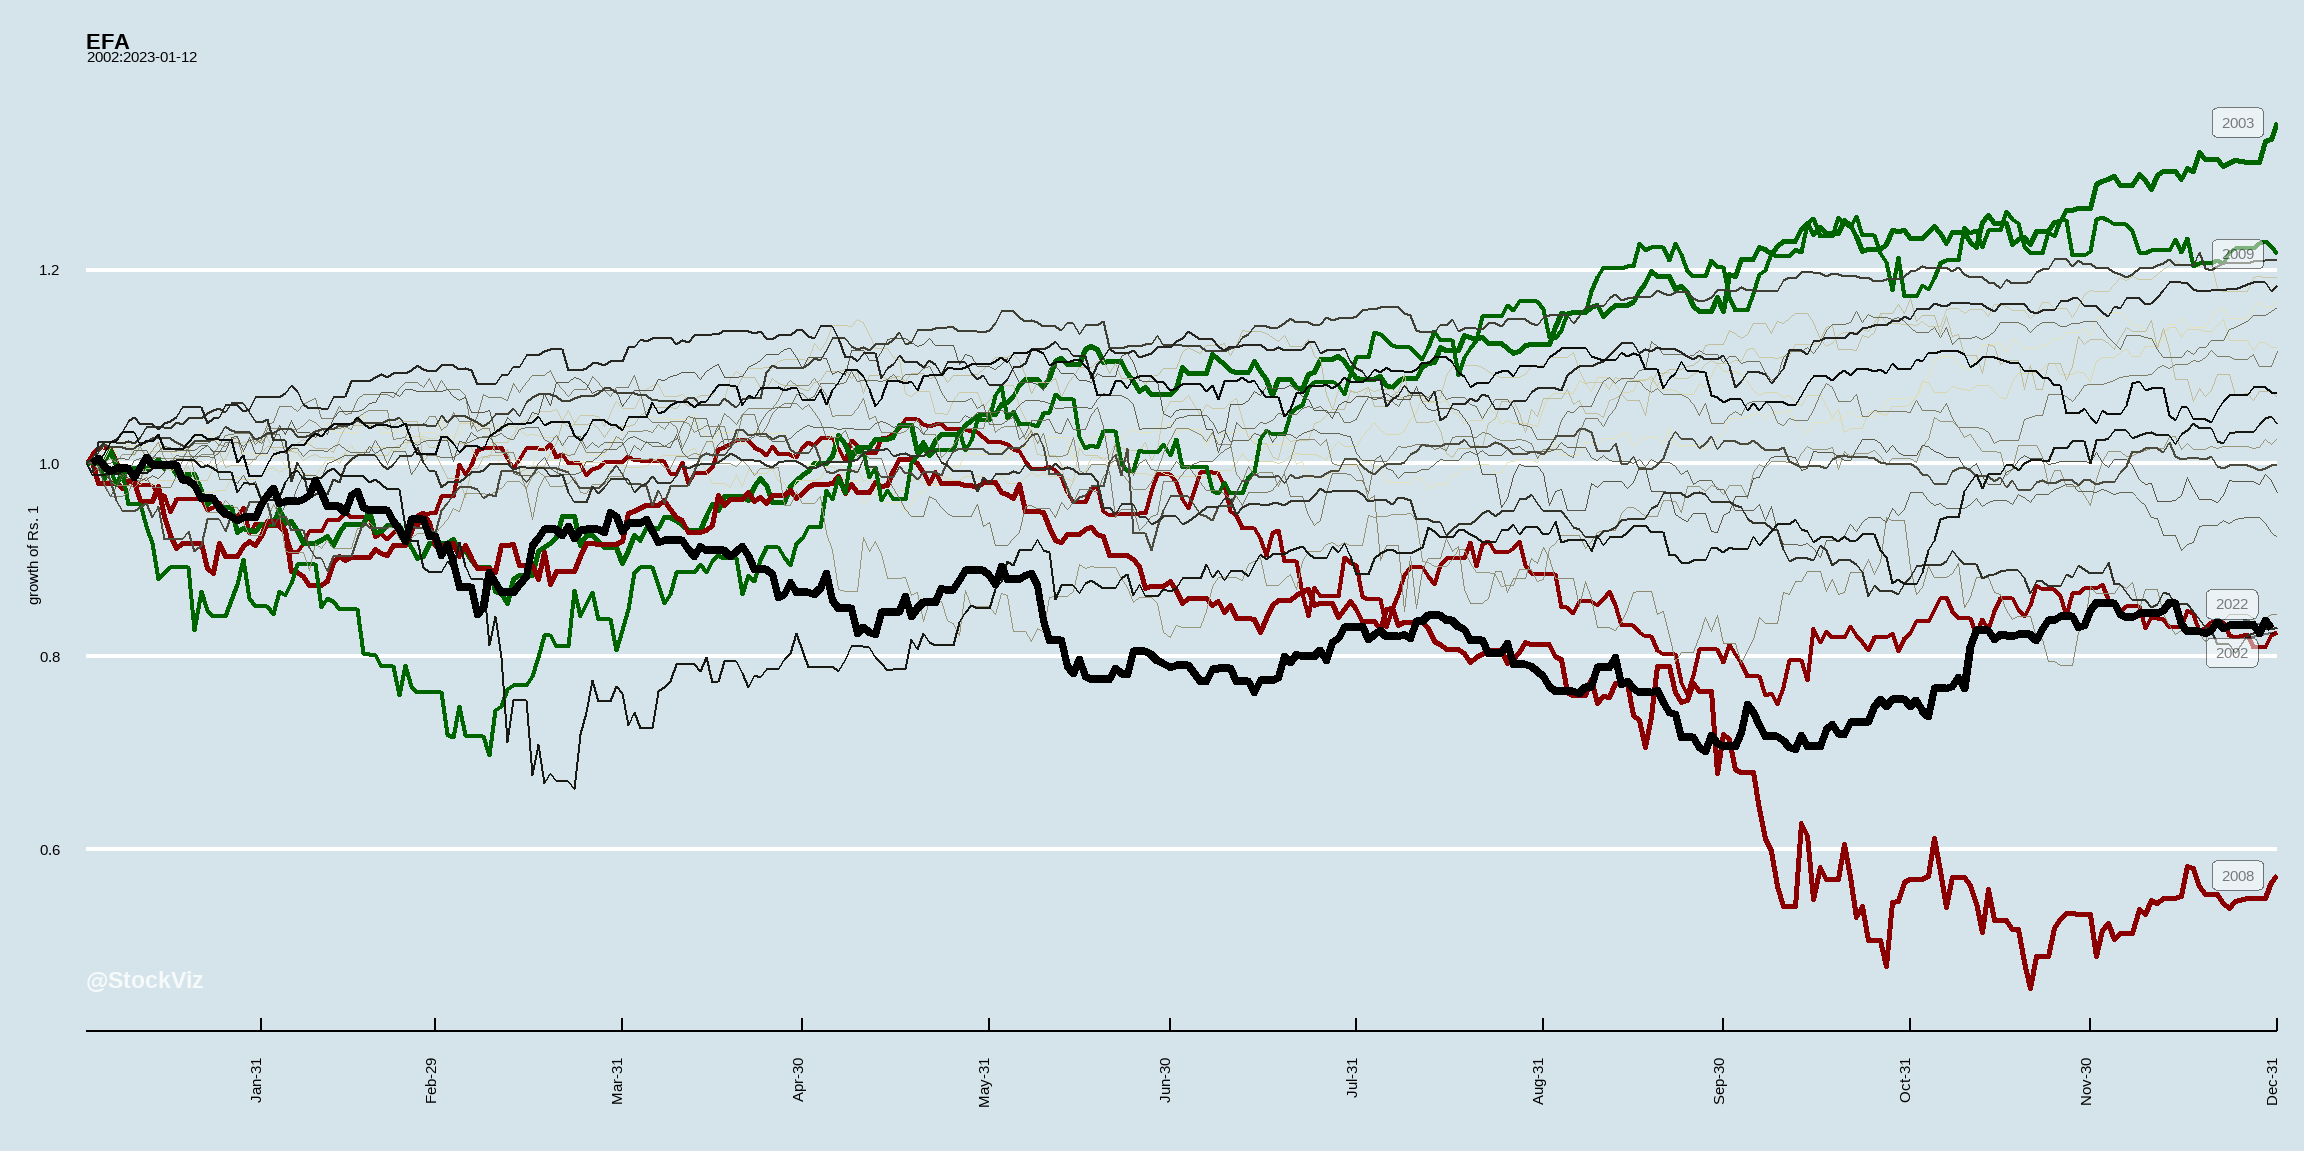 EFA
2002:2023-01-12
2003
2009
1.2
1.0
growth of Rs. 1
2022
2002
0.8
0.6
2008
@StockViz
Jan-31
Feb-29
Mar-31
Apr-30
May-31
Jun-30
Jul-31
Aug-31
Sep-30
Oct-31
Nov-30
Dec-31